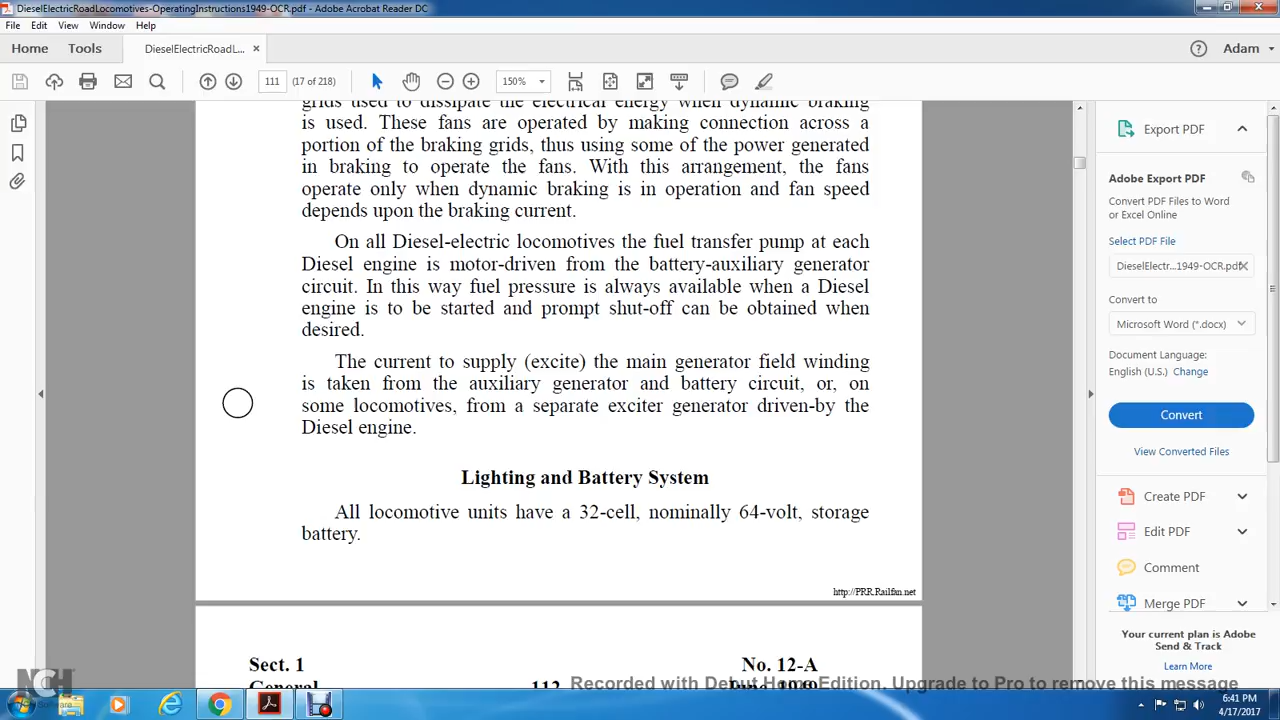 DieselElectricRoadLocomotives-OperatingInstructions1949-OCR.pdf - Adobe Acrobat Reader DC
File Edit View Window Help
Home Tools DieselElectricRoadL... × Adam
111 (17 of 218) 150%
grids used to dissipate the electrical energy when dynamic braking
is used. These fans are operated by making connection across a
portion of the braking grids, thus using some of the power generated
in braking to operate the fans. With this arrangement, the fans
operate only when dynamic braking is in operation and fan speed
depends upon the braking current.
On all Diesel-electric locomotives the fuel transfer pump at each
Diesel engine is motor-driven from the battery-auxiliary generator
circuit. In this way fuel pressure is always available when a Diesel
engine is to be started and prompt shut-off can be obtained when
desired.
The current to supply (excite) the main generator field winding
is taken from the auxiliary generator and battery circuit, or, on
some locomotives, from a separate exciter generator driven-by the
Diesel engine.
Lighting and Battery System
All locomotive units have a 32-cell, nominally 64-volt, storage
battery.
http://PRR.Railfan.net
Sect. 1 No. 12-A
General 112
Export PDF
Adobe Export PDF
Convert PDF Files to Word
or Excel Online
Select PDF File
DieselElectr...1949-OCR.pdf
Convert to
Microsoft Word (*.docx)
Document Language:
English (U.S.) Change
Convert
View Converted Files
Create PDF
Edit PDF
Comment
Merge PDF
Your current plan is Adobe
Send & Track
Learn More
Recorded with Debut Home Edition. Upgrade to Pro to remove this message
NCH Software
6:41 PM
4/17/2017